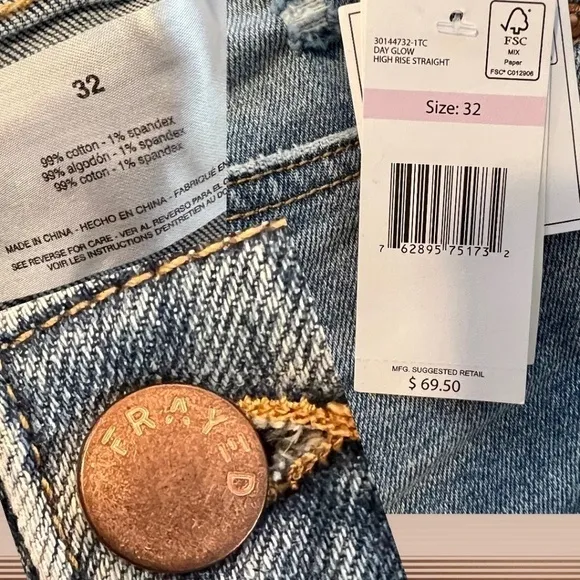 32
99% cotton - 1% spandex
99% algodón - 1% spandex
99% coton - 1% spandex
MADE IN CHINA - HECHO EN CHINA - FABRIQUÉ EN
SEE REVERSE FOR CARE - VER AL REVERSO PARA EL
VOIR LES INSTRUCTIONS D'ENTRETIEN AU
FRAYED
30144732-1TC
DAY GLOW
HIGH RISE STRAIGHT
FSC
MIX
Paper
FSC® C012906
Size: 32
7 62895 75173 2
MFG. SUGGESTED RETAIL
$ 69.50